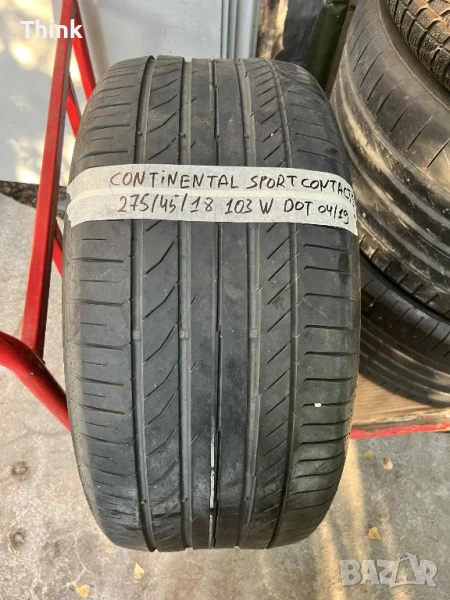 Think
CONTINENTAL SPORT CONTACT5
275/45/18 103 W DOT 04/19
BAZAR